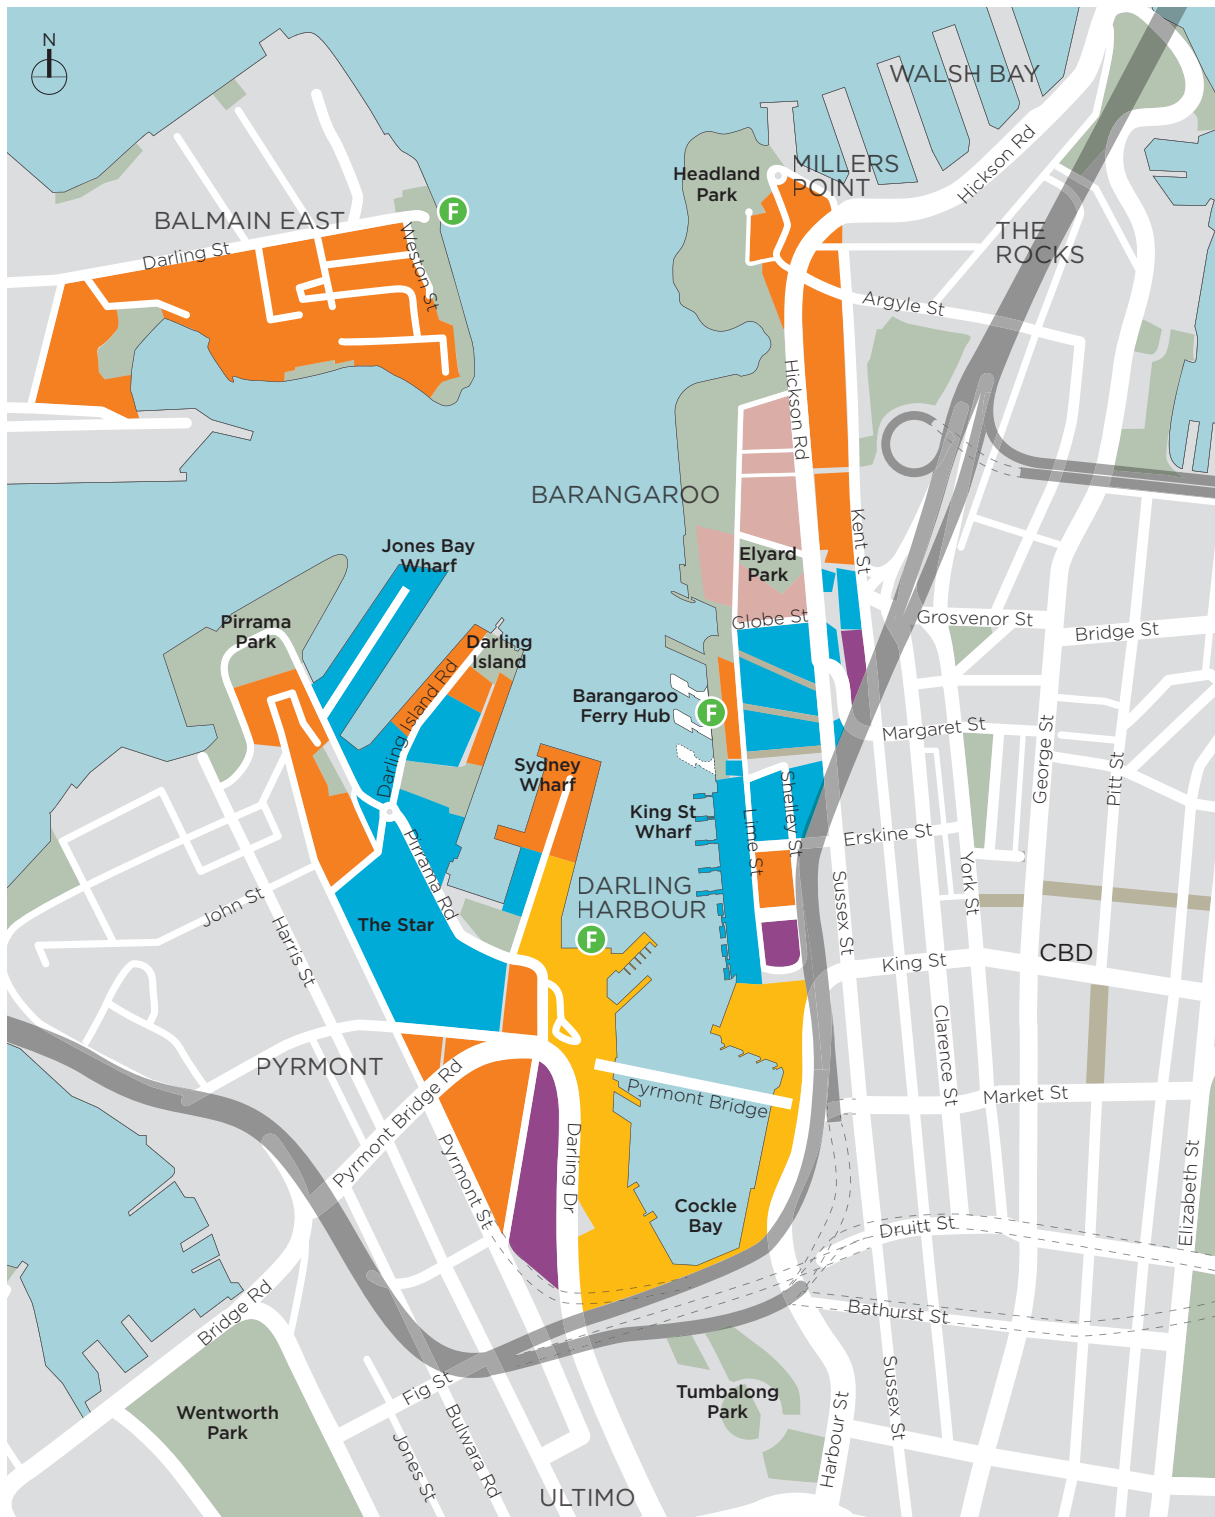 N
WALSH BAY
MILLERS
POINT
Headland
Park
Hickson Rd
BALMAIN EAST
F
THE
ROCKS
Darling St
Weston St
Argyle St
Hickson Rd
BARANGAROO
Kent St
Jones Bay
Wharf
Elyard
Park
Pirrama
Park
Globe St
Grosvenor St
Bridge St
Darling
Island
Darling Island Rd
Barangaroo
Ferry Hub
F
Margaret St
George St
Pitt St
Sydney
Wharf
Shelley St
Lime St
King St
Wharf
Erskine St
Pirrama Rd
York St
Sussex St
DARLING
HARBOUR
John St
Harris St
The Star
F
King St
CBD
Clarence St
PYRMONT
Pyrmont Bridge Rd
Pyrmont Bridge
Market St
Pyrmont St
Darling Dr
Cockle
Bay
Elizabeth St
Druitt St
Bridge Rd
Bathurst St
Fig St
Tumbalong
Park
Sussex St
Harbour St
Wentworth
Park
Bulwara Rd
Jones St
ULTIMO